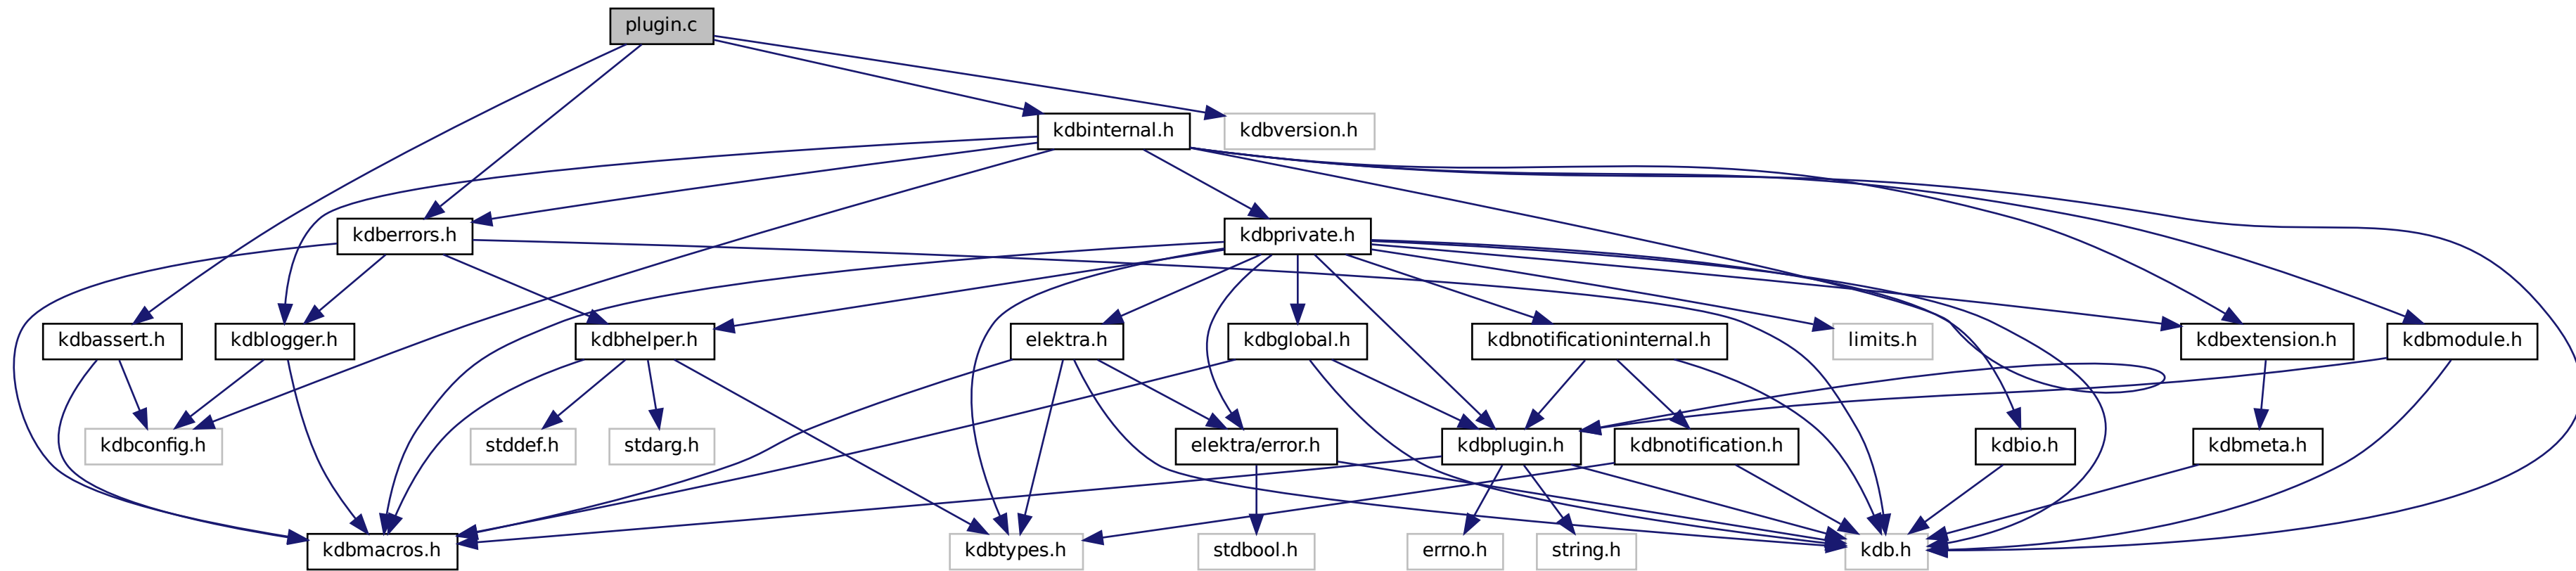 plugin.c
kdbinternal.h
kdbversion.h
kdberrors.h
kdbprivate.h
kdbassert.h
kdblogger.h
kdbhelper.h
elektra.h
kdbglobal.h
kdbnotificationinternal.h
limits.h
kdbextension.h
kdbmodule.h
kdbconfig.h
stddef.h
stdarg.h
elektra/error.h
kdbplugin.h
kdbnotification.h
kdbio.h
kdbmeta.h
kdbmacros.h
kdbtypes.h
stdbool.h
errno.h
string.h
kdb.h